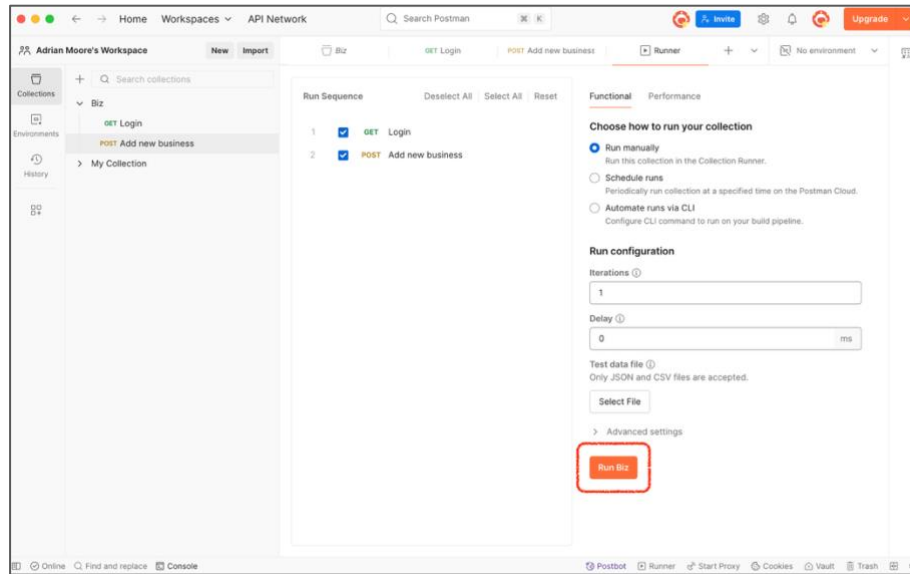 Home Workspaces API Network Search Postman ⌘ K Invite Upgrade
Adrian Moore's Workspace New Import Biz GET Login POST Add new business Runner No environment
Collections
Environments
History
Search collections
Biz
GET Login
POST Add new business
My Collection
Run Sequence Deselect All Select All Reset
1 GET Login
2 POST Add new business
Functional Performance
Choose how to run your collection
Run manually
Run this collection in the Collection Runner.
Schedule runs
Periodically run collection at a specified time on the Postman Cloud.
Automate runs via CLI
Configure CLI command to run on your build pipeline.
Run configuration
Iterations
1
Delay
0 ms
Test data file
Only JSON and CSV files are accepted.
Select File
Advanced settings
Run Biz
Online Find and replace Console Postbot Runner Start Proxy Cookies Vault Trash